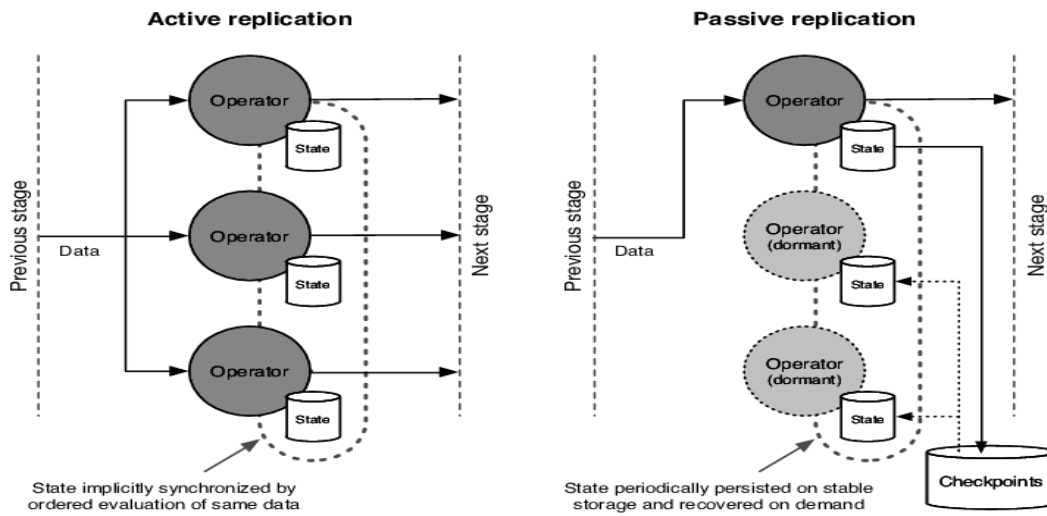 Active replication
Previous stage
Data
Operator
State
Operator
State
Operator
State
Next stage
State implicitly synchronized by
ordered evaluation of same data
Passive replication
Previous stage
Data
Operator
State
Operator
(dormant)
State
Operator
(dormant)
State
Next stage
Checkpoints
State periodically persisted on stable
storage and recovered on demand